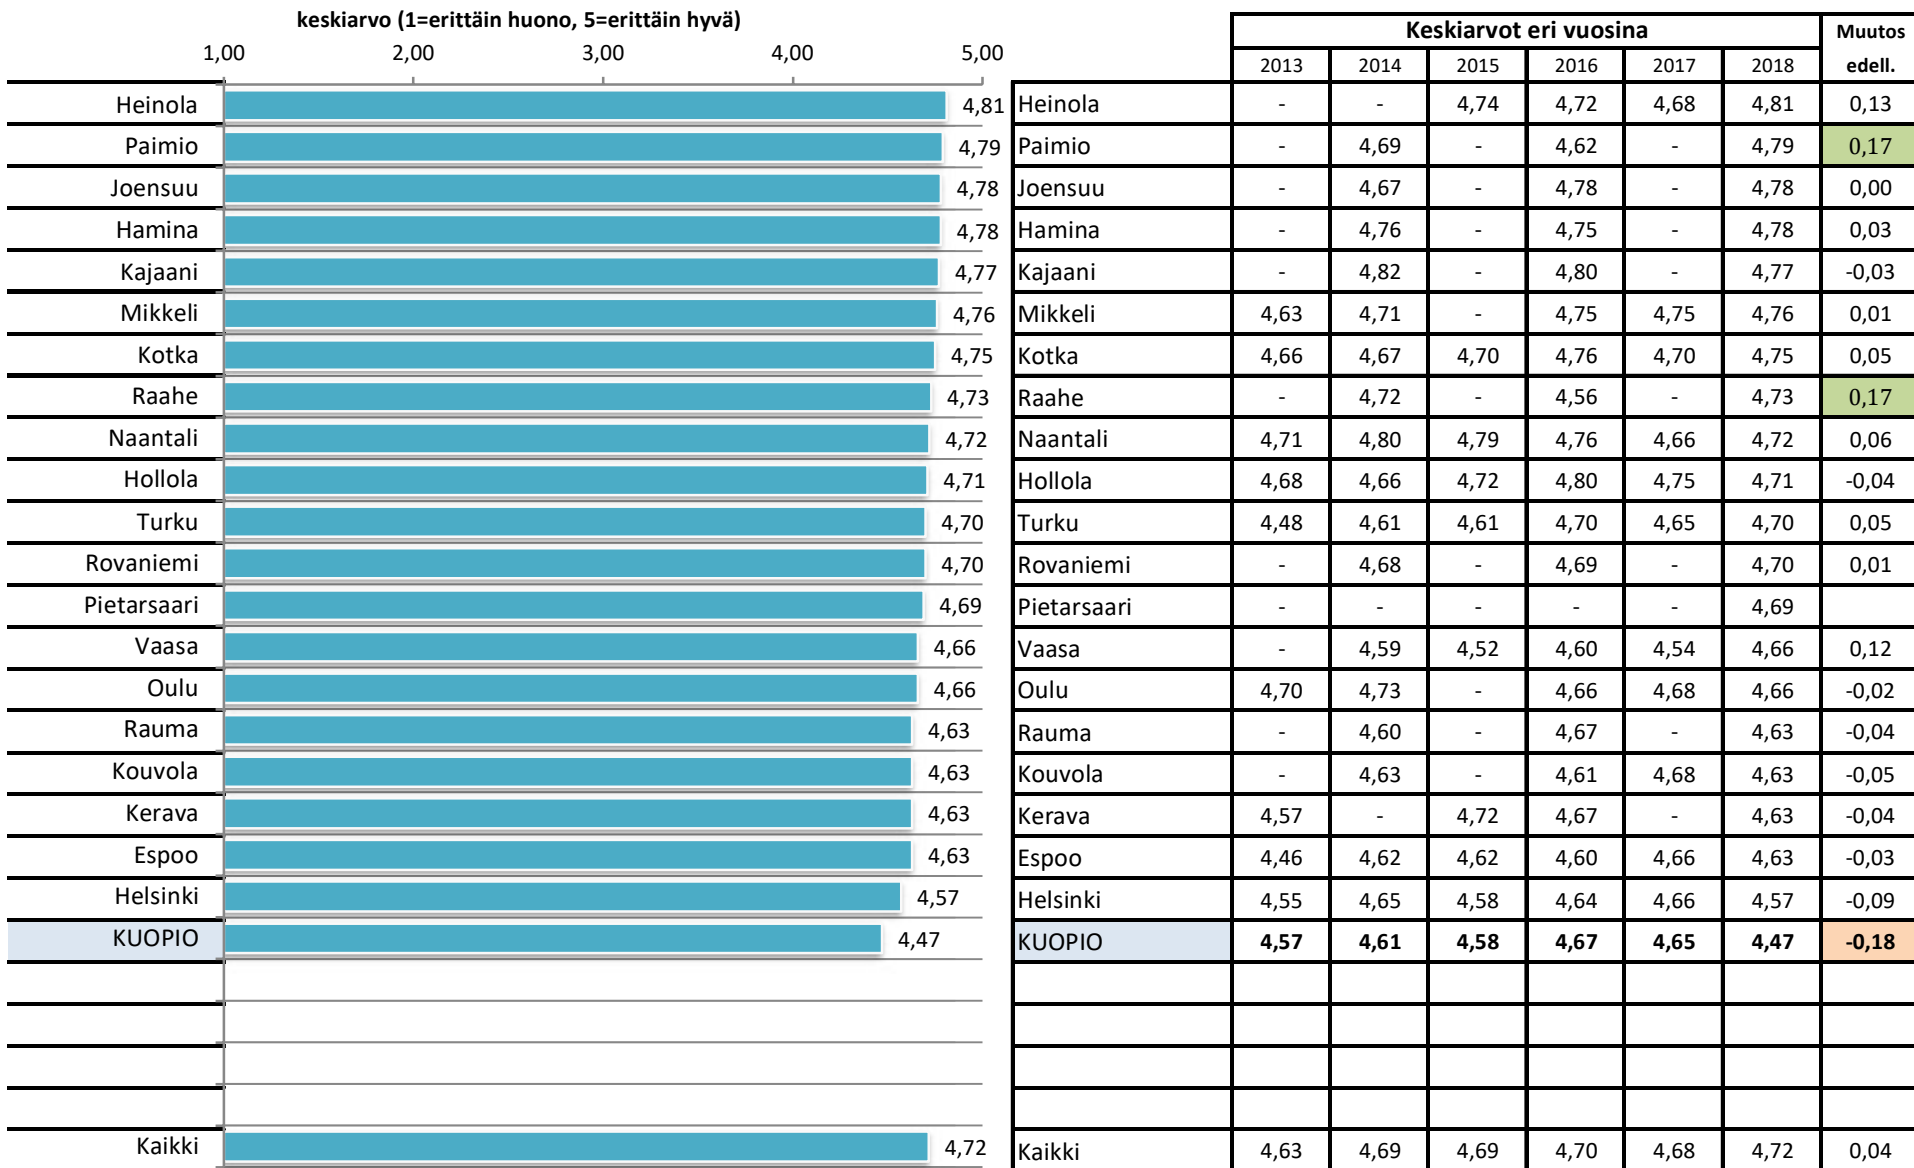 keskiarvo (1=erittäin huono, 5=erittäin hyvä)
1,00 2,00 3,00 4,00 5,00
Keskiarvot eri vuosina Muutos
2013 2014 2015 2016 2017 2018 edell.
Heinola 4,81 Heinola - - 4,74 4,72 4,68 4,81 0,13
Paimio 4,79 Paimio - 4,69 - 4,62 - 4,79 0,17
Joensuu 4,78 Joensuu - 4,67 - 4,78 - 4,78 0,00
Hamina 4,78 Hamina - 4,76 - 4,75 - 4,78 0,03
Kajaani 4,77 Kajaani - 4,82 - 4,80 - 4,77 -0,03
Mikkeli 4,76 Mikkeli 4,63 4,71 - 4,75 4,75 4,76 0,01
Kotka 4,75 Kotka 4,66 4,67 4,70 4,76 4,70 4,75 0,05
Raahe 4,73 Raahe - 4,72 - 4,56 - 4,73 0,17
Naantali 4,72 Naantali 4,71 4,80 4,79 4,76 4,66 4,72 0,06
Hollola 4,71 Hollola 4,68 4,66 4,72 4,80 4,75 4,71 -0,04
Turku 4,70 Turku 4,48 4,61 4,61 4,70 4,65 4,70 0,05
Rovaniemi 4,70 Rovaniemi - 4,68 - 4,69 - 4,70 0,01
Pietarsaari 4,69 Pietarsaari - - - - - 4,69
Vaasa 4,66 Vaasa - 4,59 4,52 4,60 4,54 4,66 0,12
Oulu 4,66 Oulu 4,70 4,73 - 4,66 4,68 4,66 -0,02
Rauma 4,63 Rauma - 4,60 - 4,67 - 4,63 -0,04
Kouvola 4,63 Kouvola - 4,63 - 4,61 4,68 4,63 -0,05
Kerava 4,63 Kerava 4,57 - 4,72 4,67 - 4,63 -0,04
Espoo 4,63 Espoo 4,46 4,62 4,62 4,60 4,66 4,63 -0,03
Helsinki 4,57 Helsinki 4,55 4,65 4,58 4,64 4,66 4,57 -0,09
KUOPIO 4,47 KUOPIO 4,57 4,61 4,58 4,67 4,65 4,47 -0,18
Kaikki 4,72 Kaikki 4,63 4,69 4,69 4,70 4,68 4,72 0,04